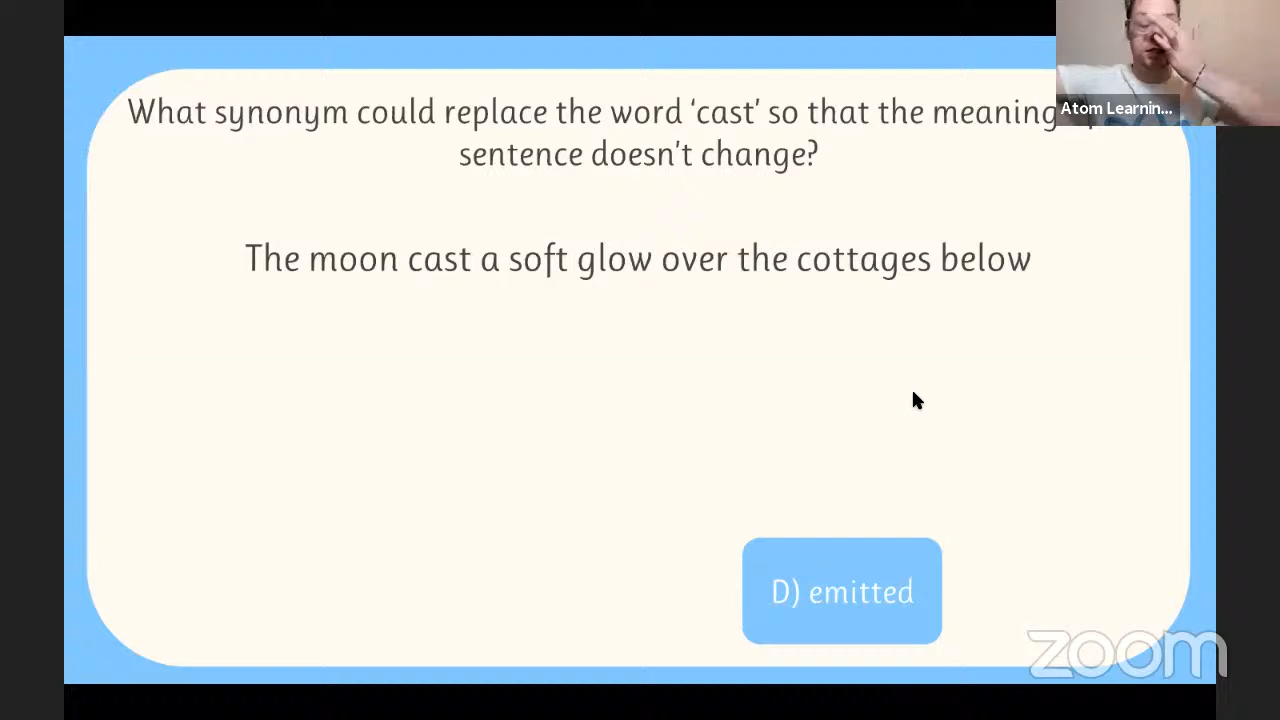 What synonym could replace the word ‘cast’ so that the meaning
sentence doesn't change?
Atom Learnin...
The moon cast a soft glow over the cottages below
D) emitted
zoom